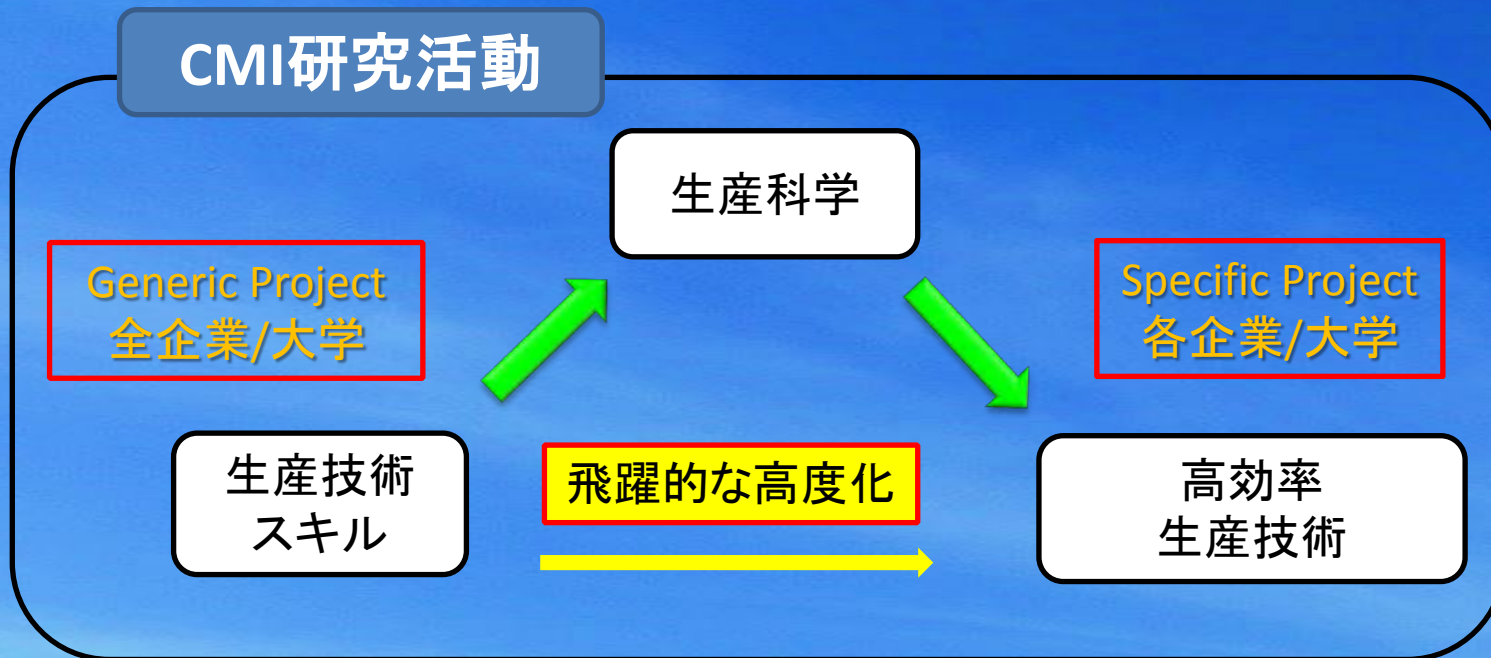 CMI研究活動
生産科学
Generic Project
全企業/大学
Specific Project
各企業/大学
生産技術
スキル
飛躍的な高度化
高効率
生産技術